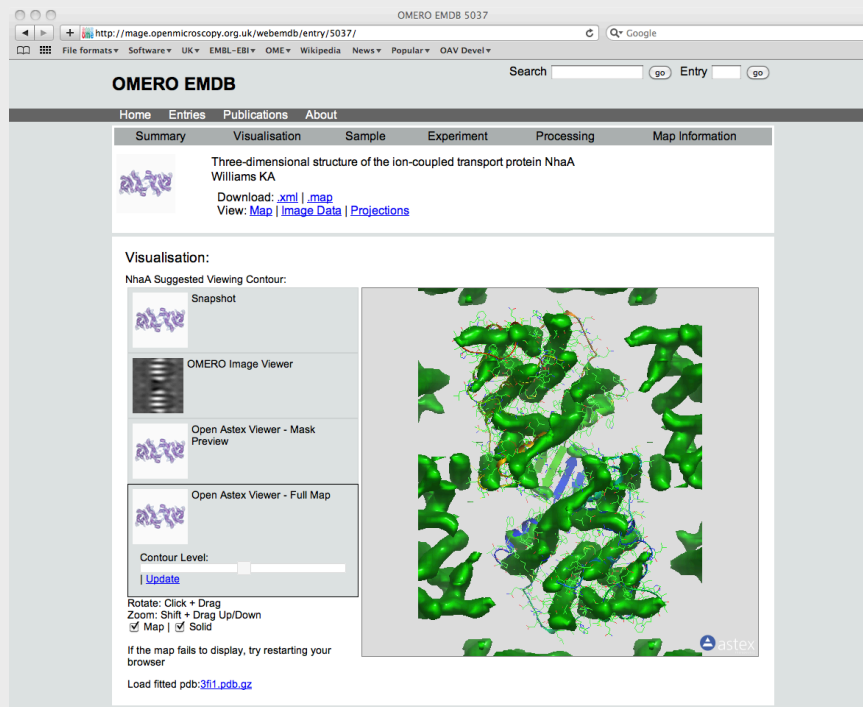 OMERO EMDB 5037
http://mage.openmicroscopy.org.uk/webemdb/entry/5037/
Google
File formats Software UK EMBL-EBI OME Wikipedia News Popular OAV Devel
Search go Entry go
OMERO EMDB
Home Entries Publications About
Summary Visualisation Sample Experiment Processing Map Information
Three-dimensional structure of the ion-coupled transport protein NhaA
Williams KA
Download: .xml | .map
View: Map | Image Data | Projections
Visualisation:
NhaA Suggested Viewing Contour:
Snapshot
OMERO Image Viewer
Open Astex Viewer - Mask
Preview
Open Astex Viewer - Full Map
Contour Level:
| Update
Rotate: Click + Drag
Zoom: Shift + Drag Up/Down
Map | Solid
If the map fails to display, try restarting your
browser
Load fitted pdb:3fi1.pdb.gz
astex